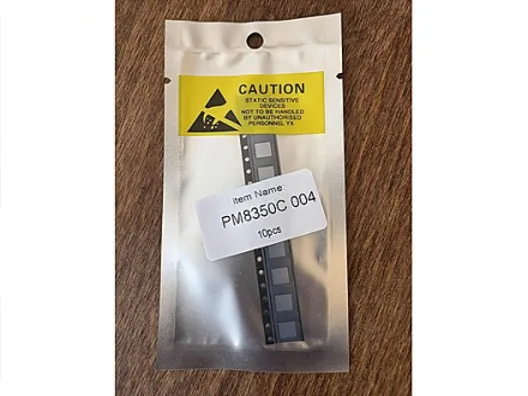 CAUTION
STATIC SENSITIVE
DEVICES
NOT TO BE HANDLED
BY UNAUTHORISED
PERSONNEL YX
Item Name:
PM8350C 004
10pcs